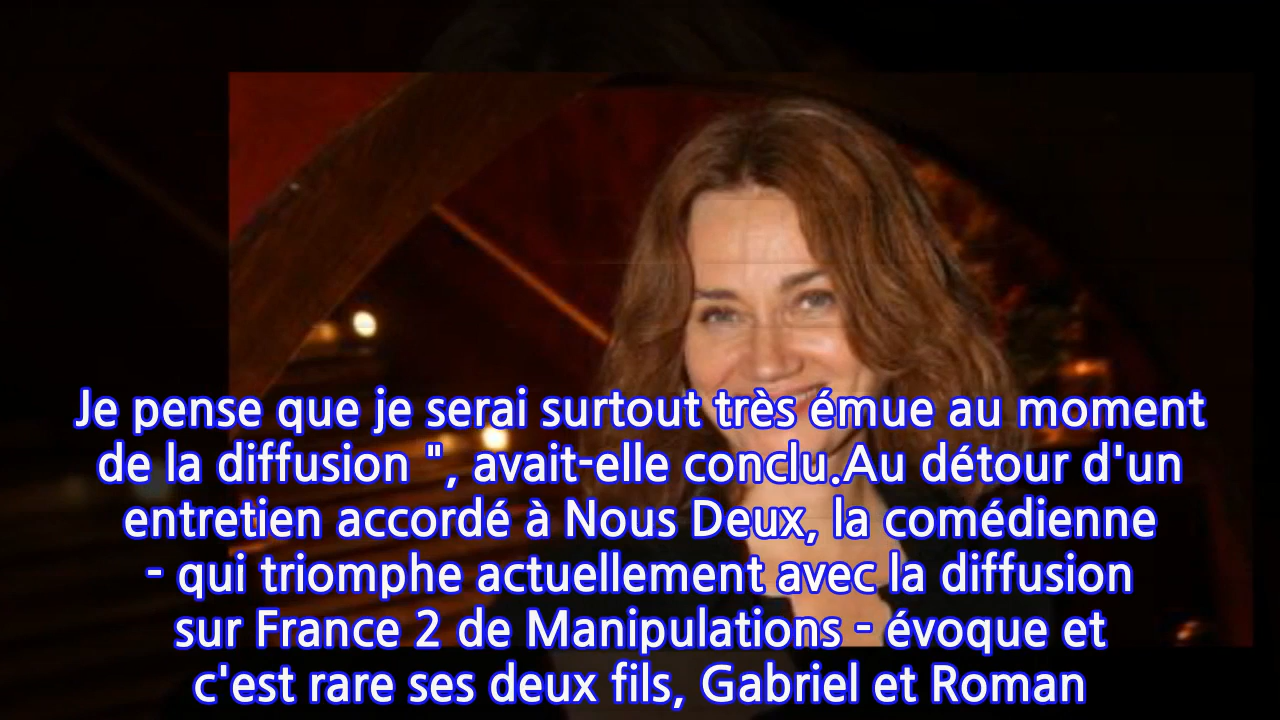 Je pense que je serai surtout très émue au moment
de la diffusion ", avait-elle conclu.Au détour d'un
entretien accordé à Nous Deux, la comédienne
- qui triomphe actuellement avec la diffusion
sur France 2 de Manipulations - évoque et
c'est rare ses deux fils, Gabriel et Roman